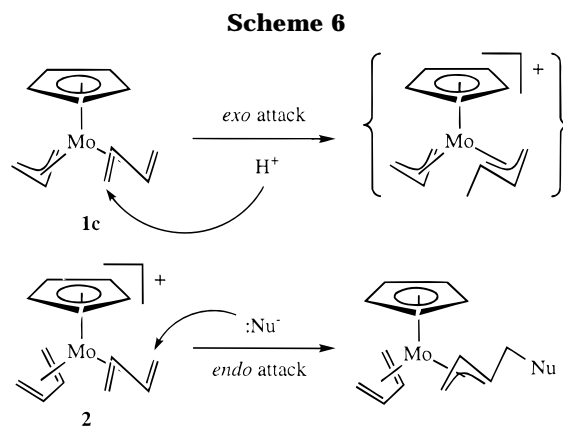 Scheme 6
Mo
exo attack
H+
Mo
+
1c
Mo
+
:Nu-
endo attack
Mo
Nu
2